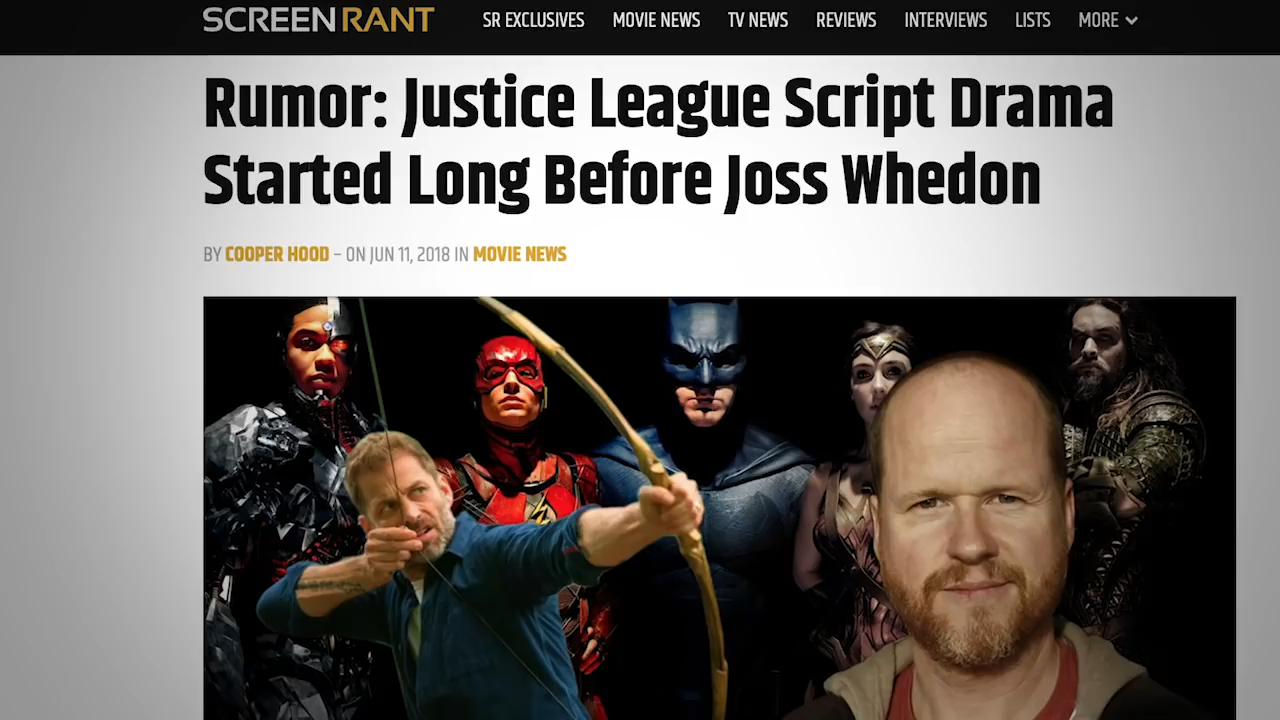 SCREENRANT SR EXCLUSIVES MOVIE NEWS TV NEWS REVIEWS INTERVIEWS LISTS MORE
Rumor: Justice League Script Drama
Started Long Before Joss Whedon
BY COOPER HOOD – ON JUN 11, 2018 IN MOVIE NEWS